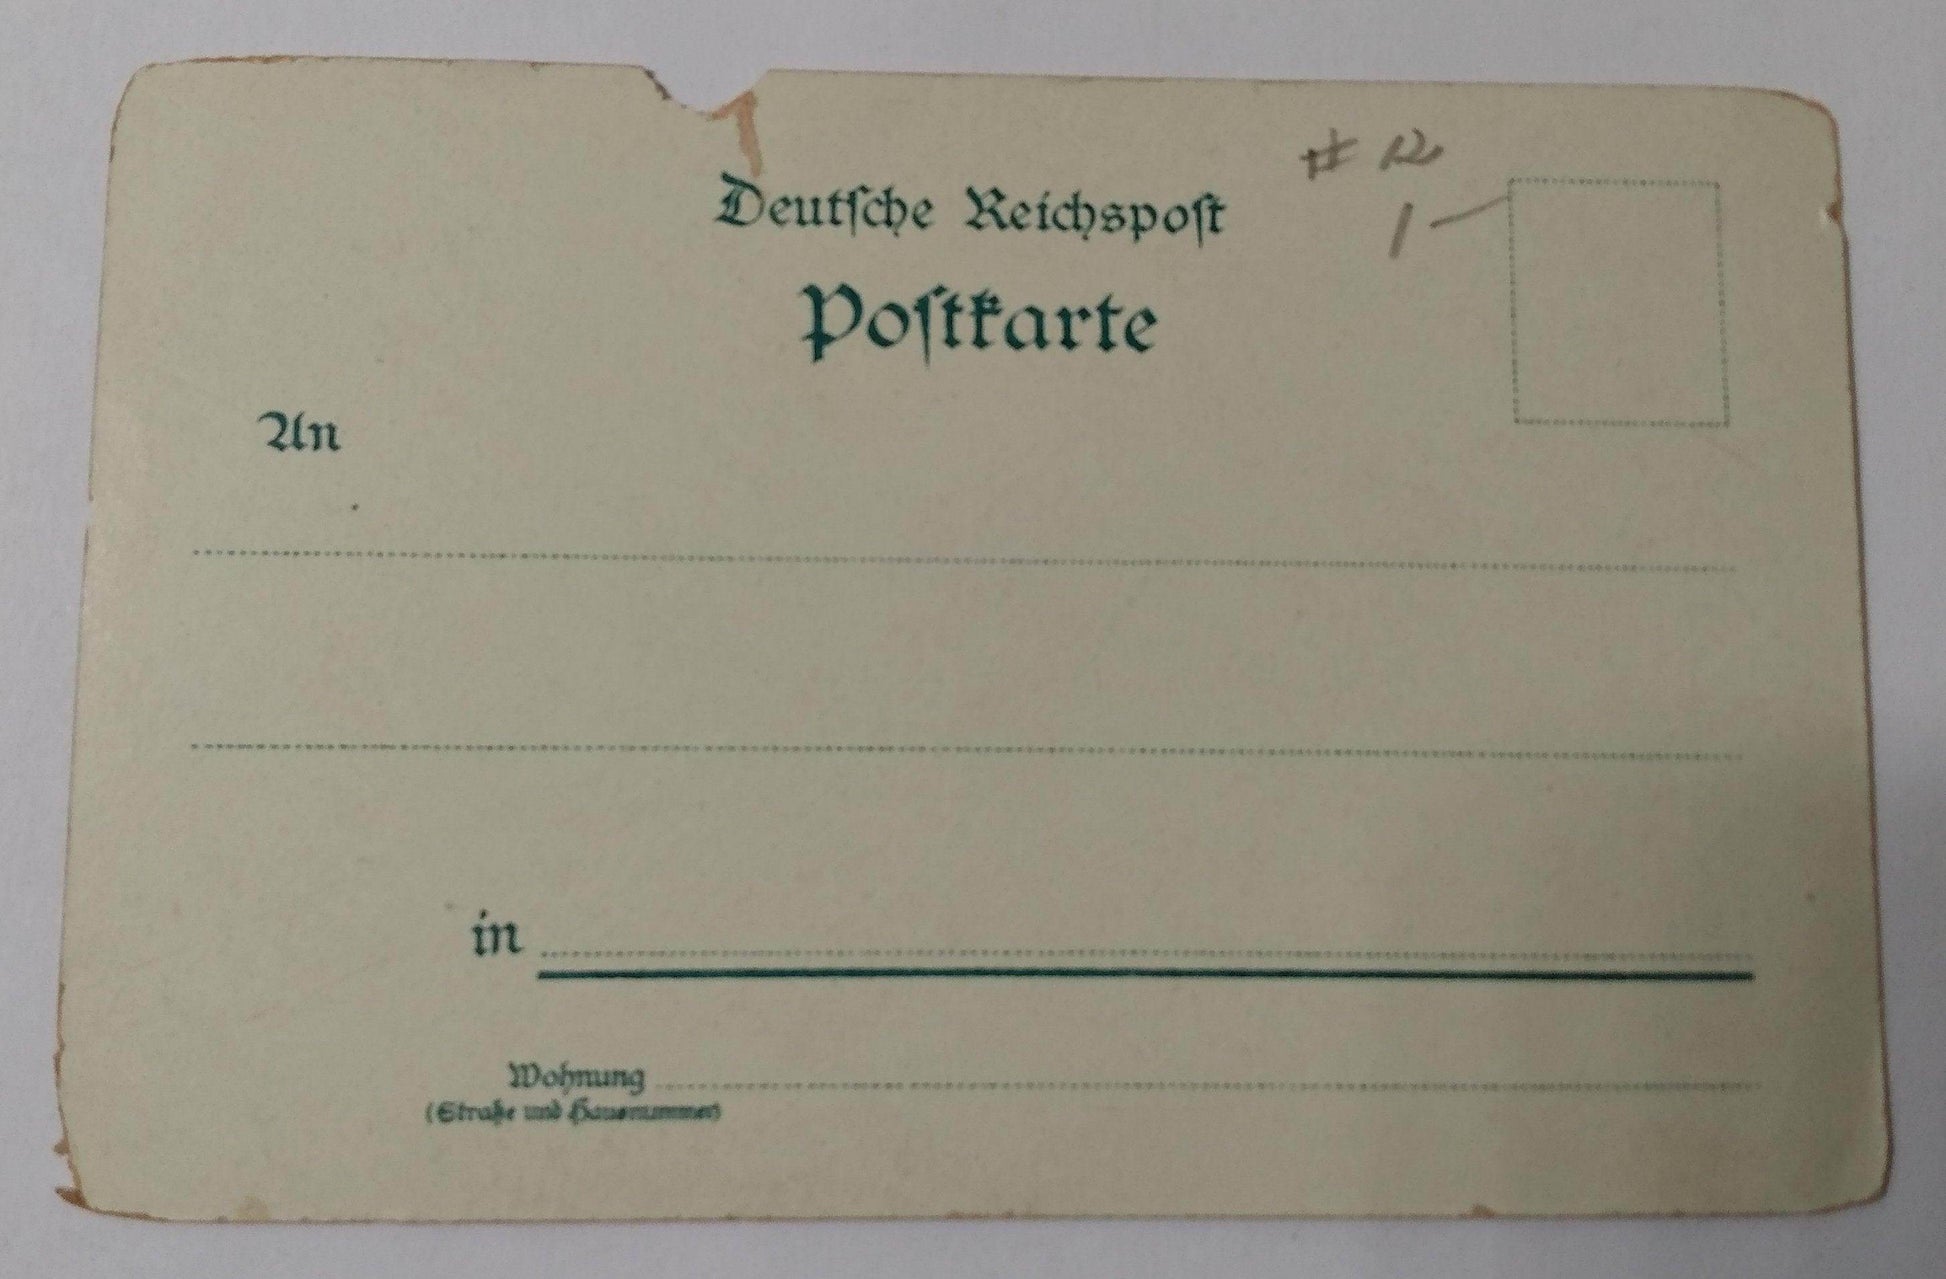 # 12
Deutſche Reichspoſt
1
Poſtkarte
An
in
Wohnung
(Straße und Hausnummer)